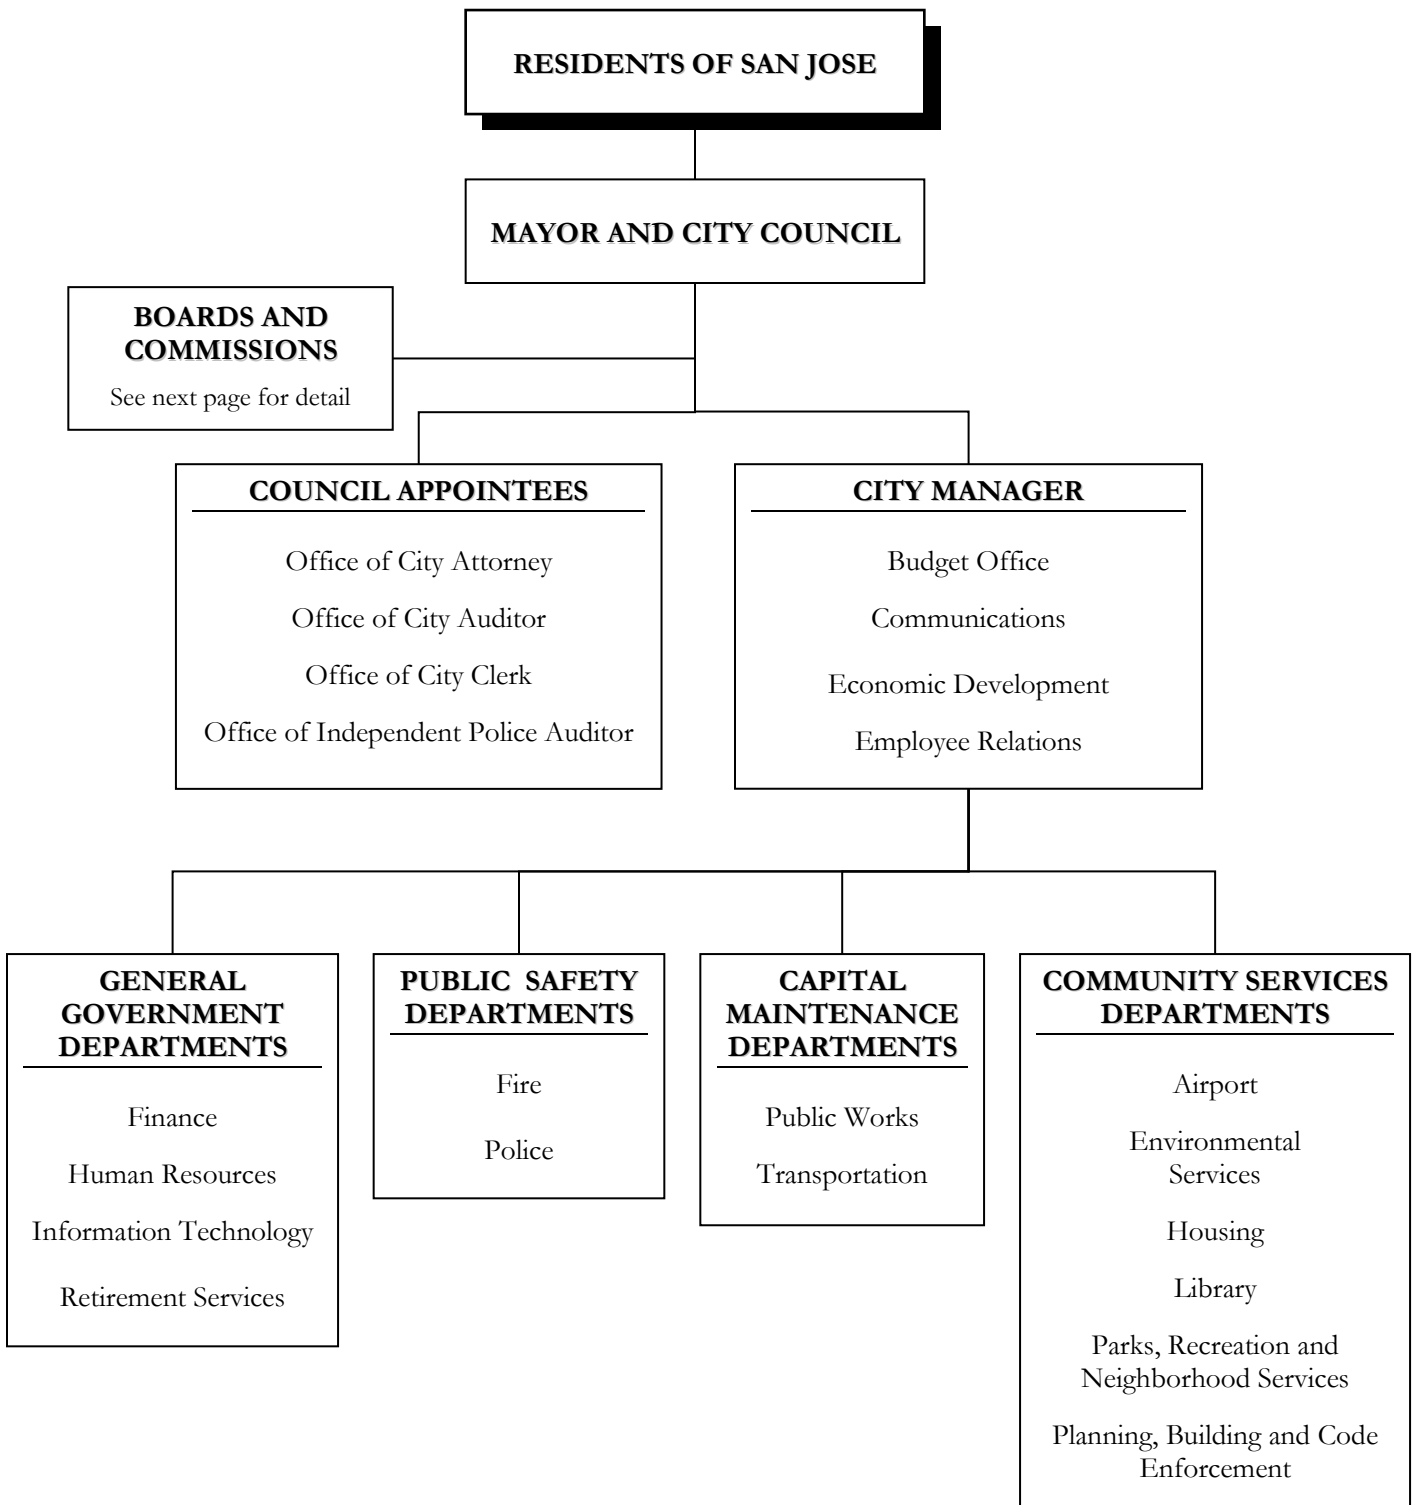 RESIDENTS OF SAN JOSE
MAYOR AND CITY COUNCIL
BOARDS AND
COMMISSIONS
See next page for detail
COUNCIL APPOINTEES
Office of City Attorney
Office of City Auditor
Office of City Clerk
Office of Independent Police Auditor
CITY MANAGER
Budget Office
Communications
Economic Development
Employee Relations
GENERAL
GOVERNMENT
DEPARTMENTS
Finance
Human Resources
Information Technology
Retirement Services
PUBLIC SAFETY
DEPARTMENTS
Fire
Police
CAPITAL
MAINTENANCE
DEPARTMENTS
Public Works
Transportation
COMMUNITY SERVICES
DEPARTMENTS
Airport
Environmental
Services
Housing
Library
Parks, Recreation and
Neighborhood Services
Planning, Building and Code
Enforcement